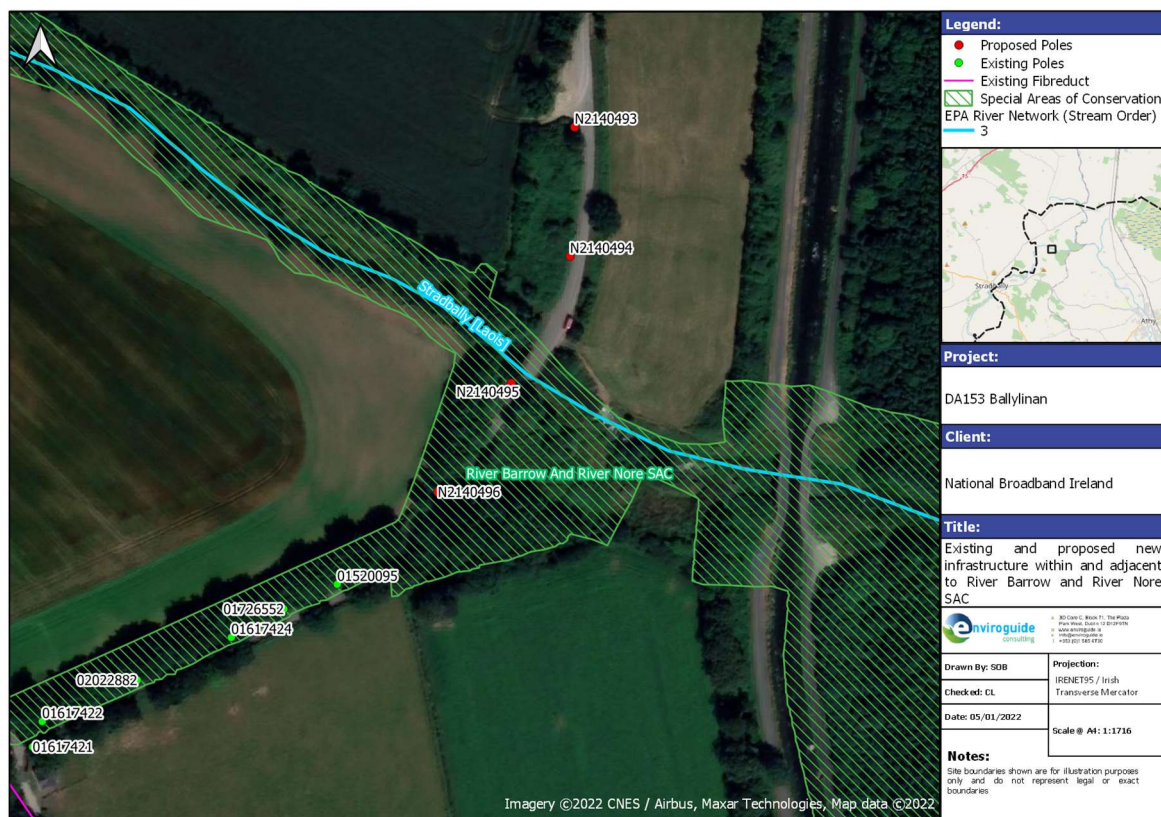 N2140493
N2140494
Stradbally [Laois]
N2140495
River Barrow And River Nore SAC
N2140496
01520095
01726552
01617424
02022882
01617422
01617421
Imagery ©2022 CNES / Airbus, Maxar Technologies, Map data ©2022
Legend:
Proposed Poles
Existing Poles
Existing Fibreduct
Special Areas of Conservation
EPA River Network (Stream Order)
3
Stradbally
Athy
Project:
DA153 Ballylinan
Client:
National Broadband Ireland
Title:
Existing and proposed new
infrastructure within and adjacent
to River Barrow and River Nore
SAC
enviroguide
consulting
Drawn By: SOB
Checked: CL
Date: 05/01/2022
Projection:
IRENET95 / Irish
Transverse Mercator
Scale @ A4: 1:1716
Notes:
Site boundaries shown are for illustration purposes
only and do not represent legal or exact
boundaries